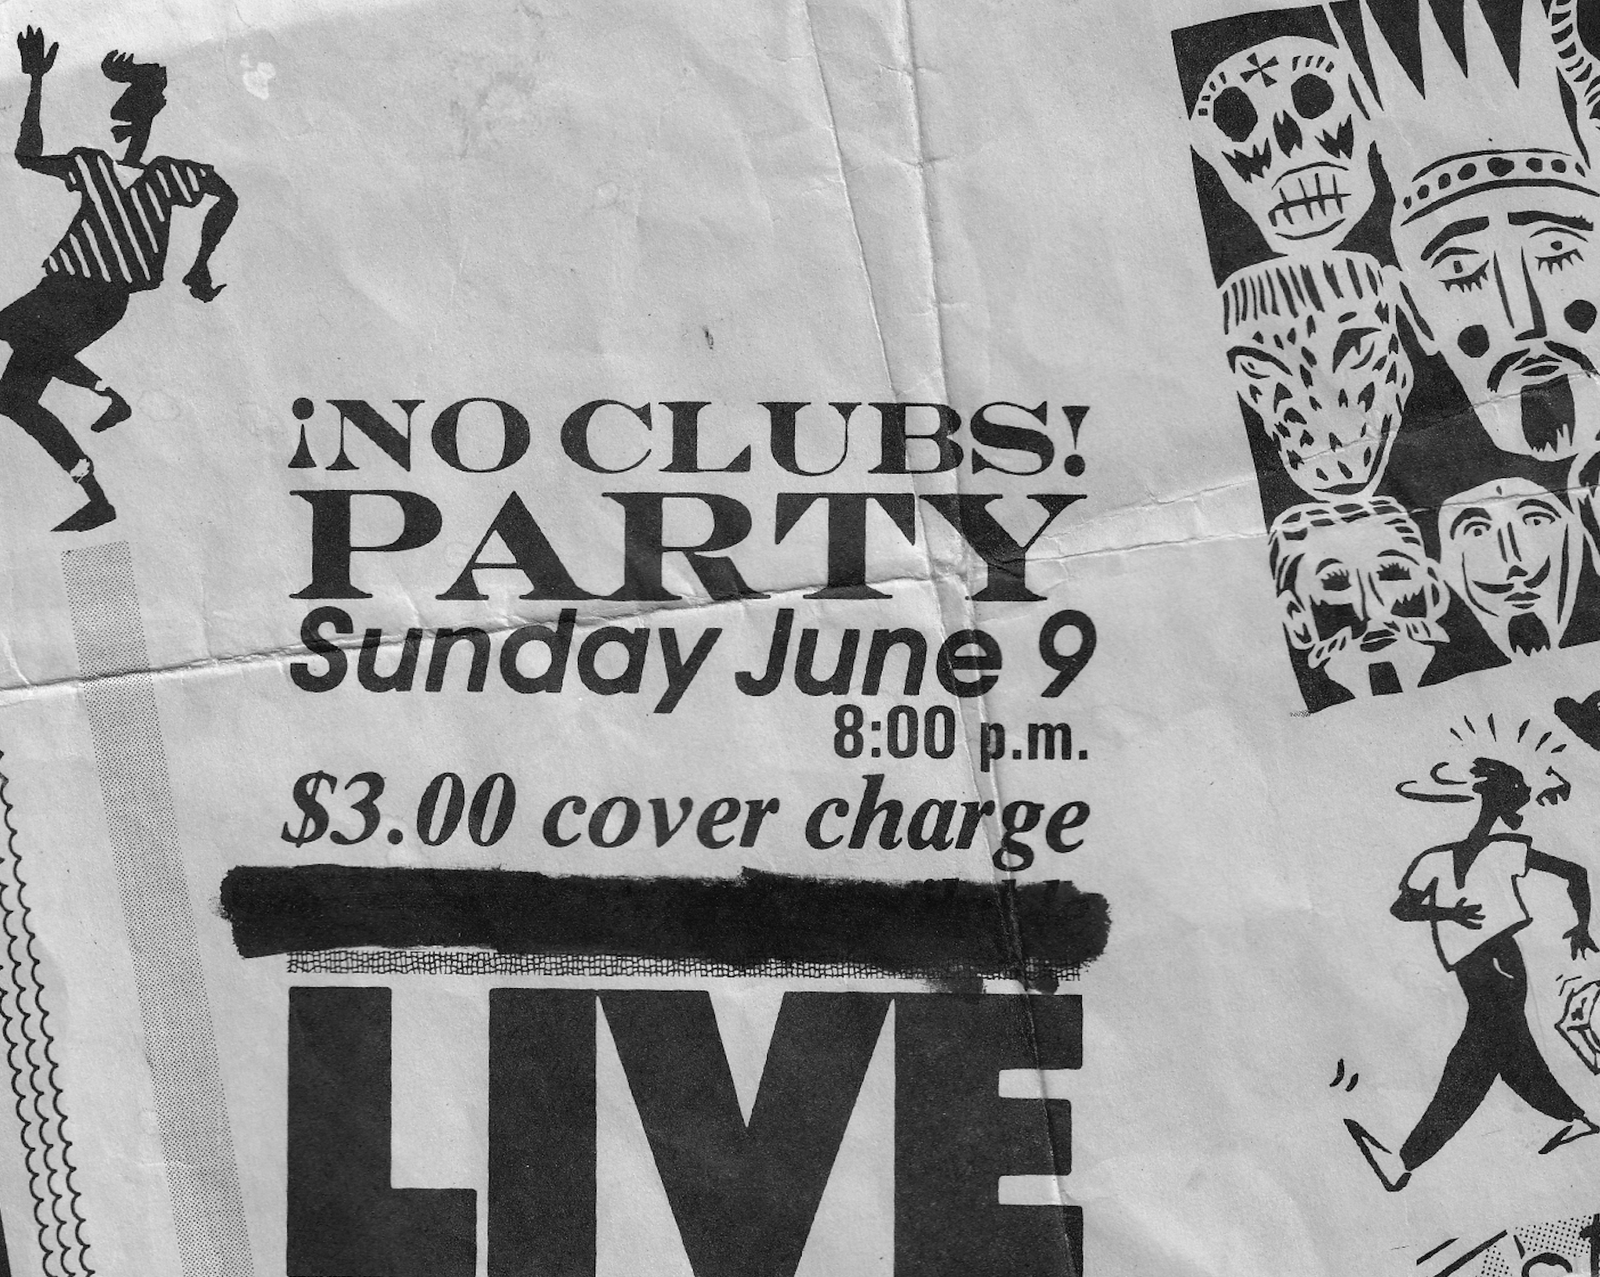 ¡NO CLUBS!
PARTY
Sunday June 9
8:00 p.m.
$3.00 cover charge
LIVE